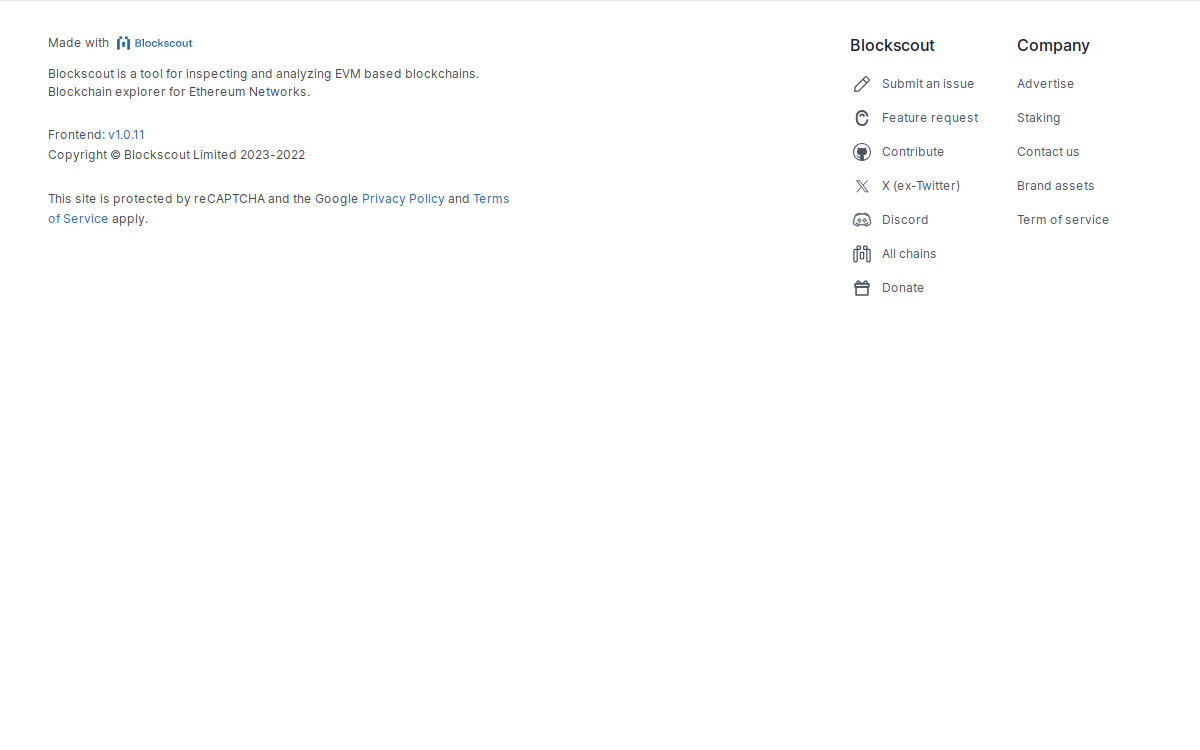 Made with Blockscout
Blockscout is a tool for inspecting and analyzing EVM based blockchains.
Blockchain explorer for Ethereum Networks.
Frontend: v1.0.11
Copyright © Blockscout Limited 2023-2022
This site is protected by reCAPTCHA and the Google Privacy Policy and Terms
of Service apply.
Blockscout
Submit an issue
Feature request
Contribute
X (ex-Twitter)
Discord
All chains
Donate
Company
Advertise
Staking
Contact us
Brand assets
Term of service